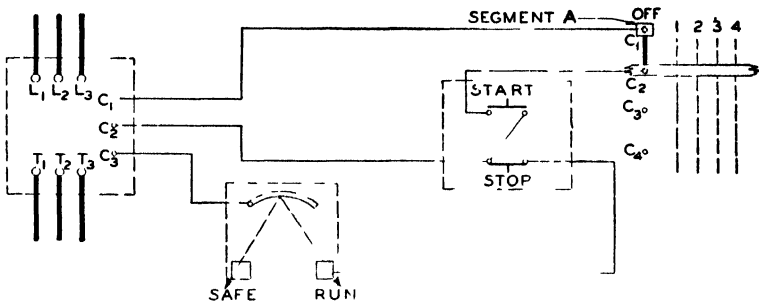 SEGMENT A
OFF
1 2 3 4
L1 L2 L3
C1
C2
C3
T1 T2 T3
START
STOP
C1
C2
C3
C4
SAFE
RUN